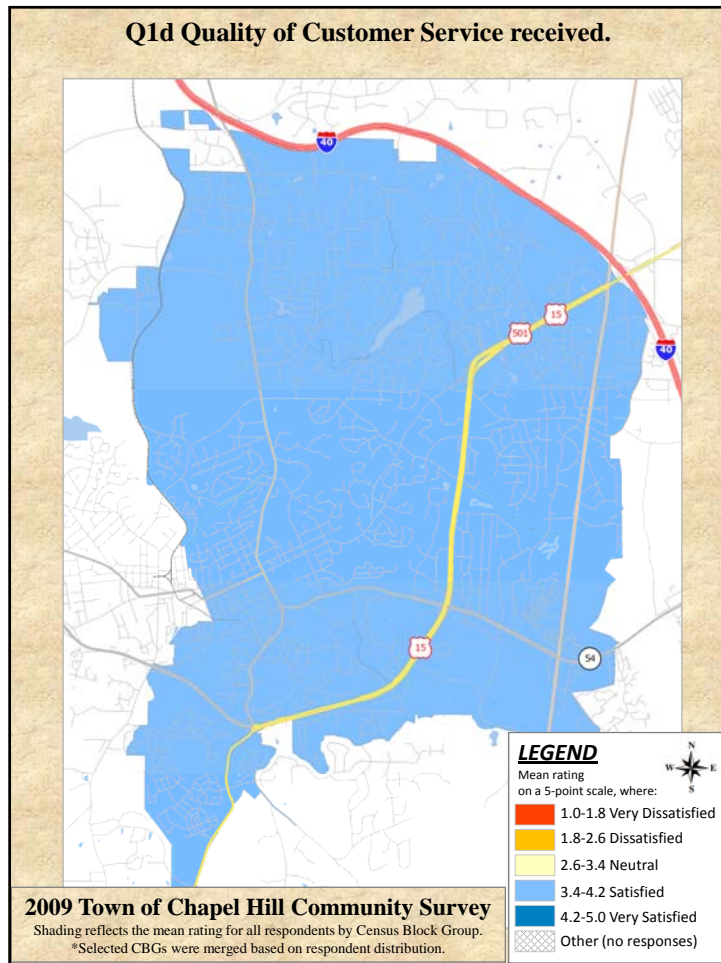 Q1d Quality of Customer Service received.
40
15
501
40
15
54
LEGEND
N
W E
S
Mean rating
on a 5-point scale, where:
1.0-1.8 Very Dissatisfied
1.8-2.6 Dissatisfied
2.6-3.4 Neutral
3.4-4.2 Satisfied
4.2-5.0 Very Satisfied
Other (no responses)
2009 Town of Chapel Hill Community Survey
Shading reflects the mean rating for all respondents by Census Block Group.
*Selected CBGs were merged based on respondent distribution.